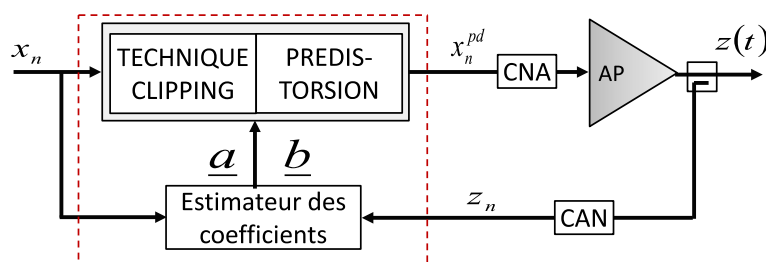 x_n
TECHNIQUE
CLIPPING
PREDIS-
TORSION
x_n^{pd}
CNA
AP
z(t)
a b
Estimateur des
coefficients
z_n
CAN